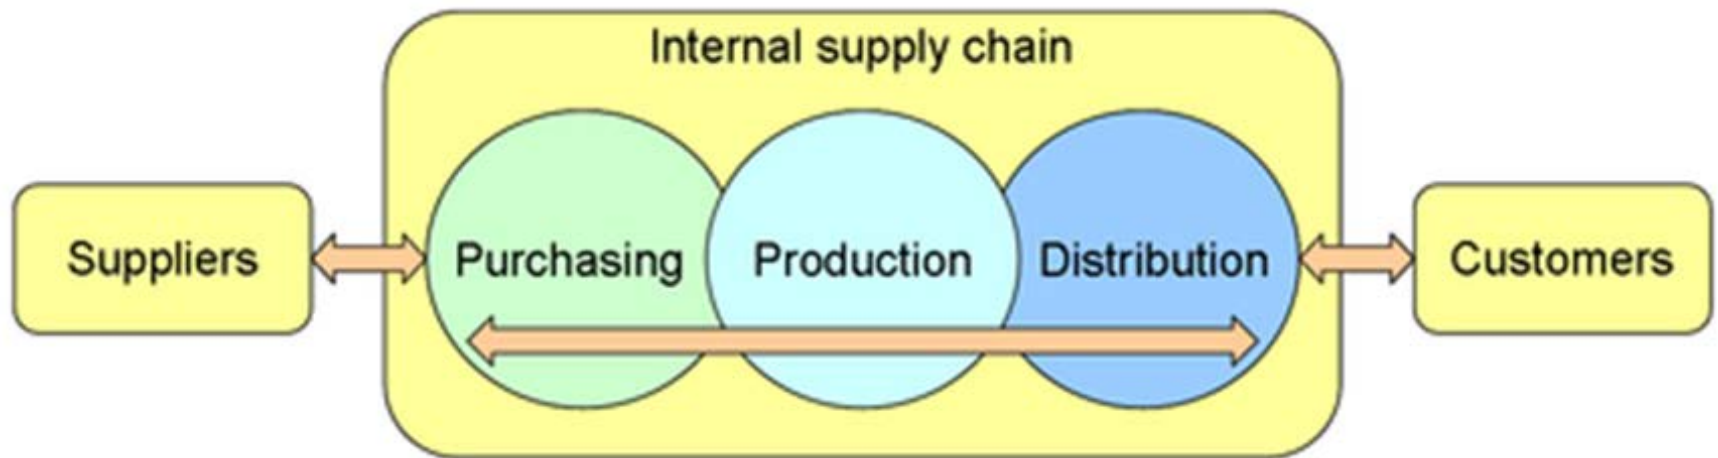 Internal supply chain
Suppliers
Purchasing
Production
Distribution
Customers